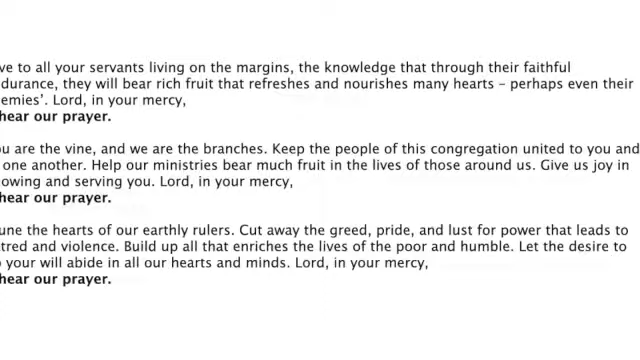 ve to all your servants living on the margins, the knowledge that through their faithful
durance, they will bear rich fruit that refreshes and nourishes many hearts – perhaps even their
emies’. Lord, in your mercy,
hear our prayer.
ou are the vine, and we are the branches. Keep the people of this congregation united to you and
one another. Help our ministries bear much fruit in the lives of those around us. Give us joy in
owing and serving you. Lord, in your mercy,
hear our prayer.
une the hearts of our earthly rulers. Cut away the greed, pride, and lust for power that leads to
tred and violence. Build up all that enriches the lives of the poor and humble. Let the desire to
your will abide in all our hearts and minds. Lord, in your mercy,
hear our prayer.